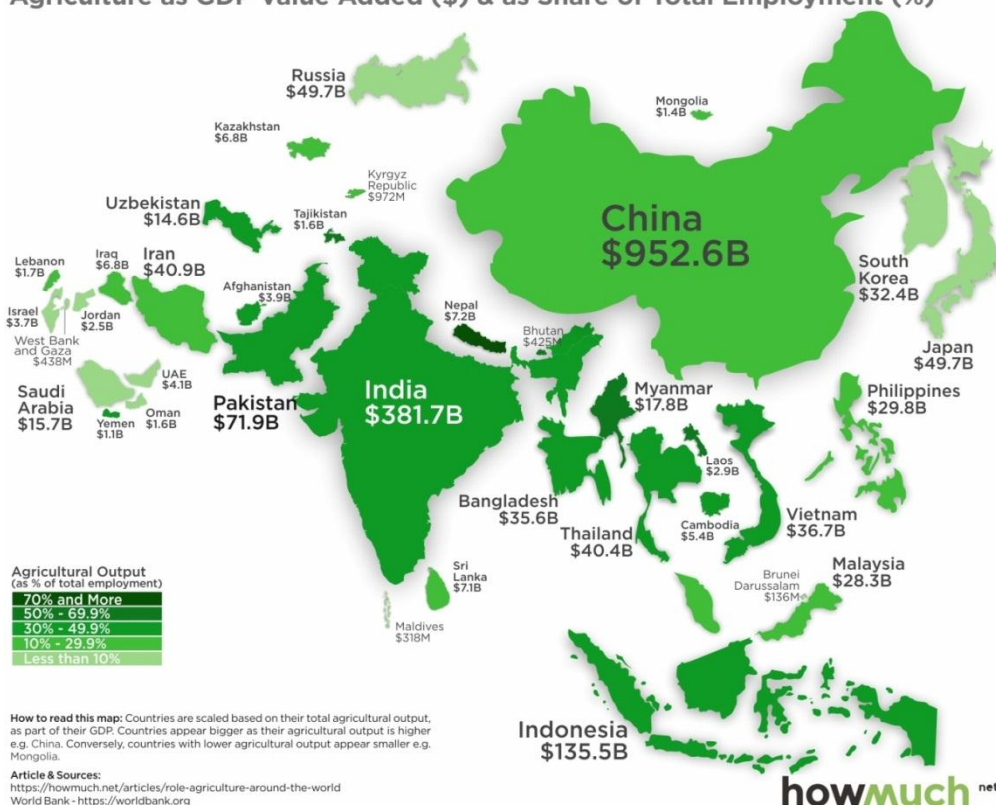 Agriculture as GDP Value Added ($) & as Share of Total Employment (%)
Russia
$49.7B
Mongolia
$1.4B
Kazakhstan
$6.8B
Kyrgyz
Republic
$972M
Uzbekistan
$14.6B
Tajikistan
$1.6B
China
$952.6B
Lebanon
$1.7B
Iraq
$6.8B
Iran
$40.9B
South
Korea
$32.4B
Afghanistan
$3.9B
Israel
$3.7B
Jordan
$2.5B
Nepal
$7.2B
Bhutan
$425M
West Bank
and Gaza
$438M
Japan
$49.7B
UAE
$4.1B
Saudi
Arabia
$15.7B
Oman
$1.6B
Yemen
$1.1B
Pakistan
$71.9B
India
$381.7B
Myanmar
$17.8B
Philippines
$29.8B
Laos
$2.9B
Bangladesh
$35.6B
Thailand
$40.4B
Cambodia
$5.4B
Vietnam
$36.7B
Sri
Lanka
$7.1B
Maldives
$318M
Brunei
Darussalam
$136M
Malaysia
$28.3B
Indonesia
$135.5B
Agricultural Output
(as % of total employment)
70% and More
50% - 69.9%
30% - 49.9%
10% - 29.9%
Less than 10%
How to read this map: Countries are scaled based on their total agricultural output,
as part of their GDP. Countries appear bigger as their agricultural output is higher
e.g. China. Conversely, countries with lower agricultural output appear smaller e.g.
Mongolia.
Article & Sources:
https://howmuch.net/articles/role-agriculture-around-the-world
World Bank - https://worldbank.org
howmuch net